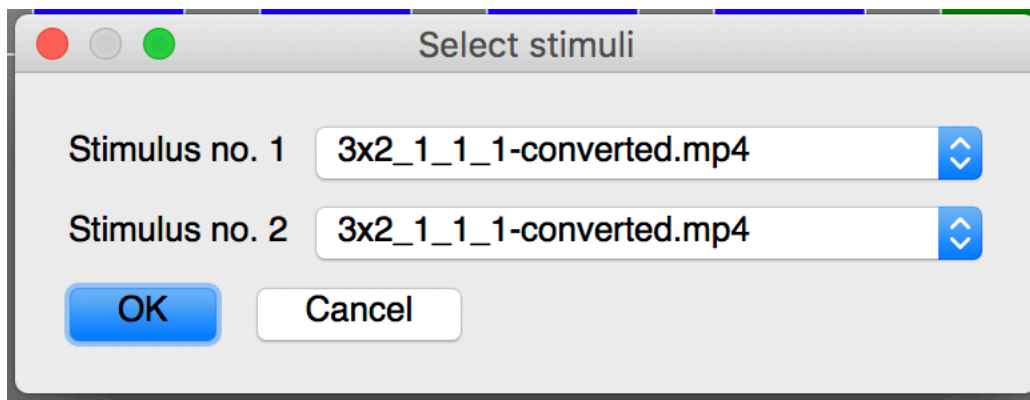 Select stimuli
Stimulus no. 1 3x2_1_1_1-converted.mp4
Stimulus no. 2 3x2_1_1_1-converted.mp4
OK Cancel